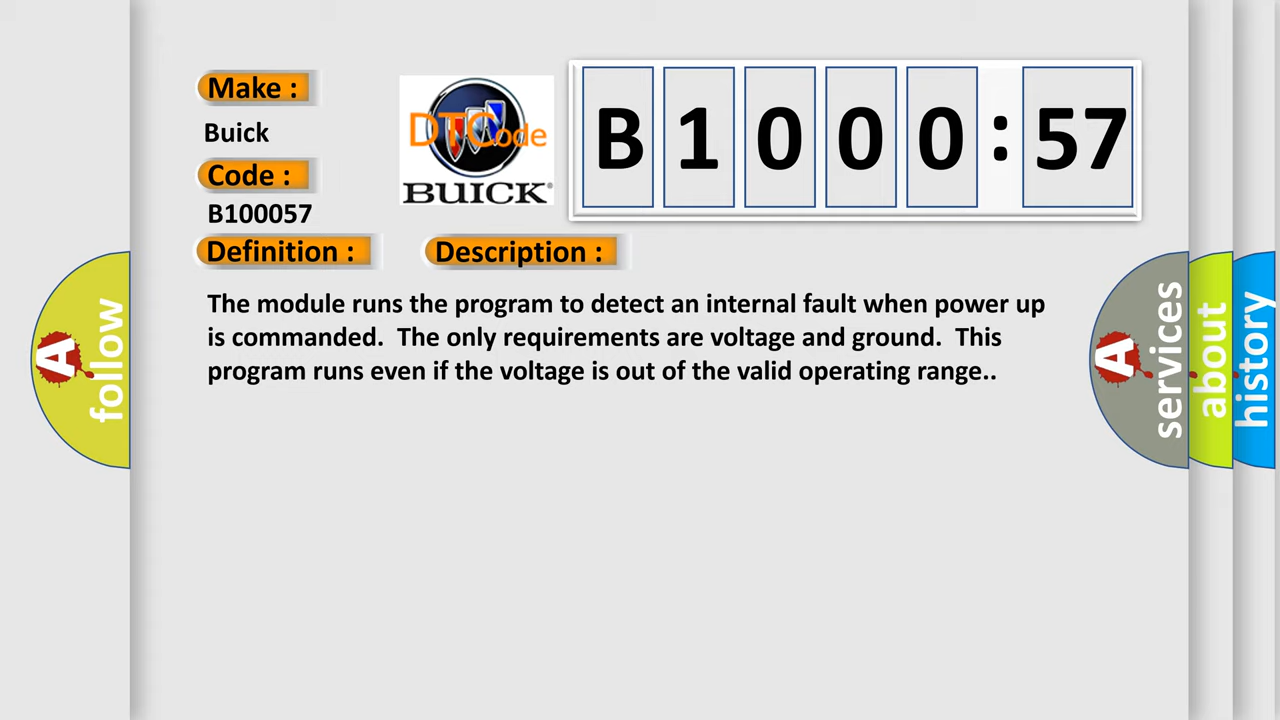 Make :
Buick
Code :
B100057
DTCode
BUICK®
B 1 0 0 0 : 57
Definition :
Description :
The module runs the program to detect an internal fault when power up
is commanded  The only requirements are voltage and ground  This
program runs even if the voltage is out of the valid operating range..
A follow
A services
about
history